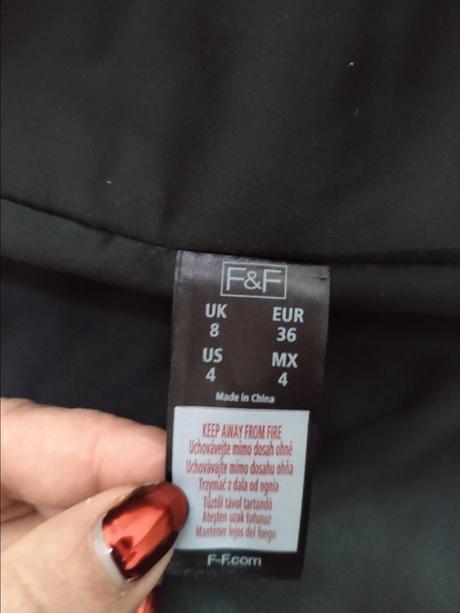 F&F
UK EUR
8 36
US MX
4 4
Made in China
KEEP AWAY FROM FIRE
Uchovávejte mimo dosah ohně
Uchovávajte mimo dosahu ohňa
Trzymać z dala od ognia
Tűztől távol tartandó
Ateşten uzak tutunuz
Mantener lejos del fuego
F-F.com